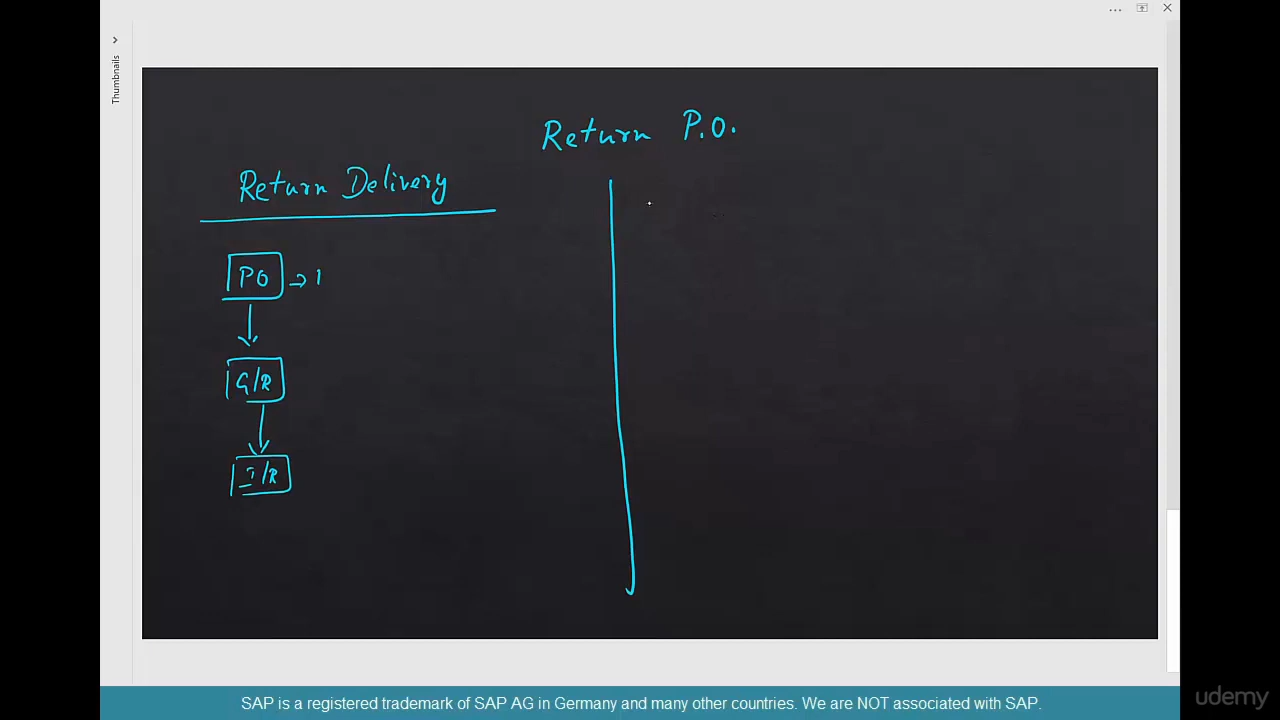 Thumbnails
Return P.O.
Return Delivery
PO → 1
G/R
I/R
SAP is a registered trademark of SAP AG in Germany and many other countries. We are NOT associated with SAP.
udemy